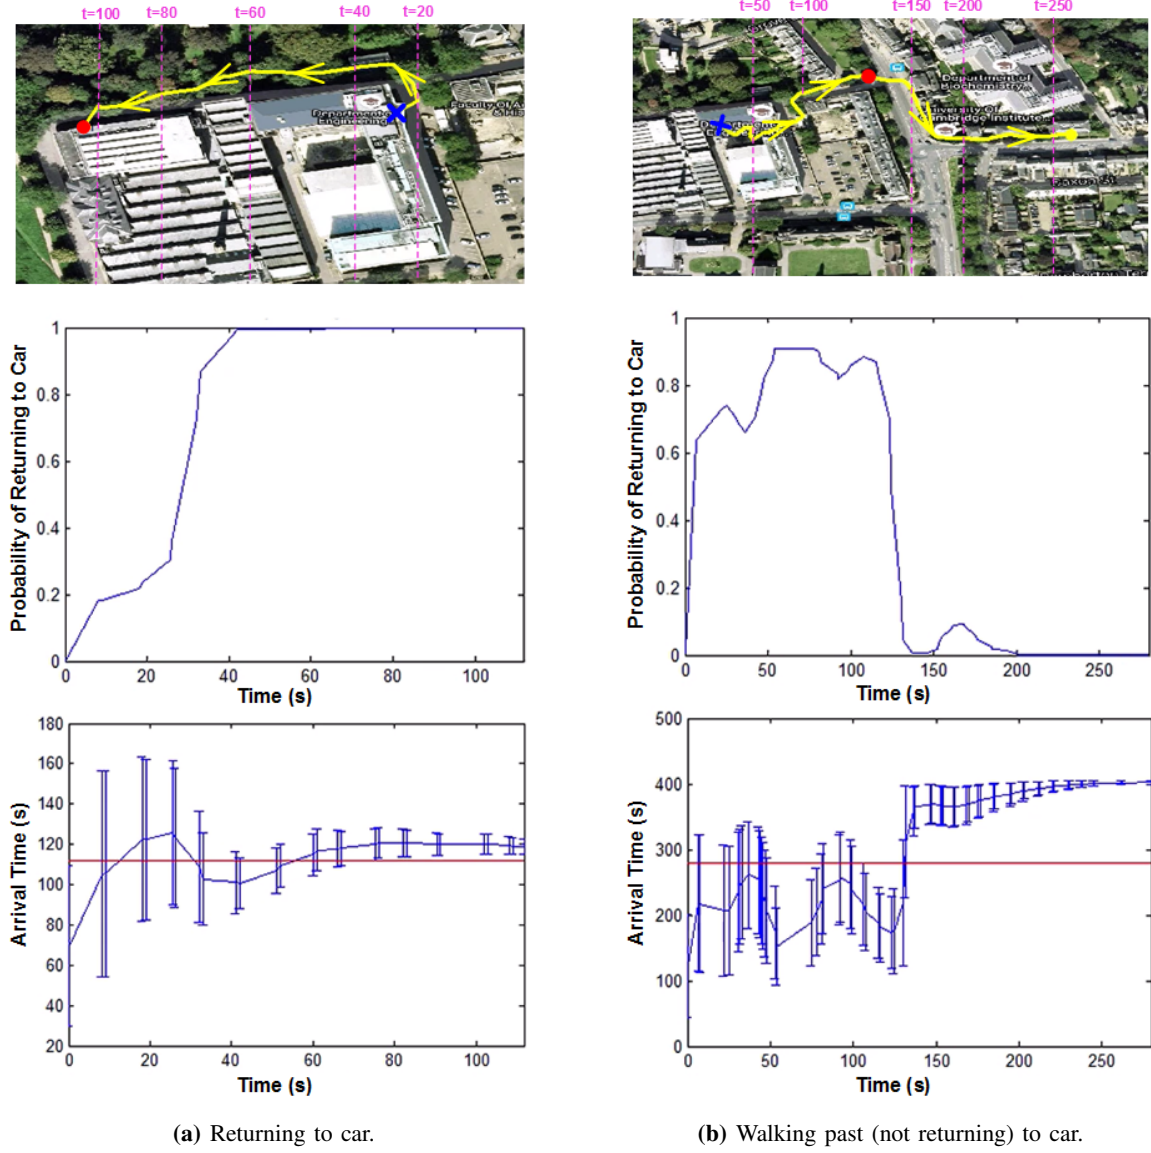 t=100 t=80 t=60 t=40 t=20
Department
Engineering
Faculty Of A
& His
1
0.8
0.6
0.4
0.2
0
Probability of Returning to Car
0 20 40 60 80 100
Time (s)
180
160
140
120
100
80
60
40
20
Arrival Time (s)
0 20 40 60 80 100
Time (s)
(a) Returning to car.
t=50 t=100 t=150 t=200 t=250
Department of
Biochemistry...
University Of
Cambridge Institute...
Department
1
0.8
0.6
0.4
0.2
0
Probability of Returning to Car
0 50 100 150 200 250
Time (s)
500
400
300
200
100
0
Arrival Time (s)
0 50 100 150 200 250
Time (s)
(b) Walking past (not returning) to car.